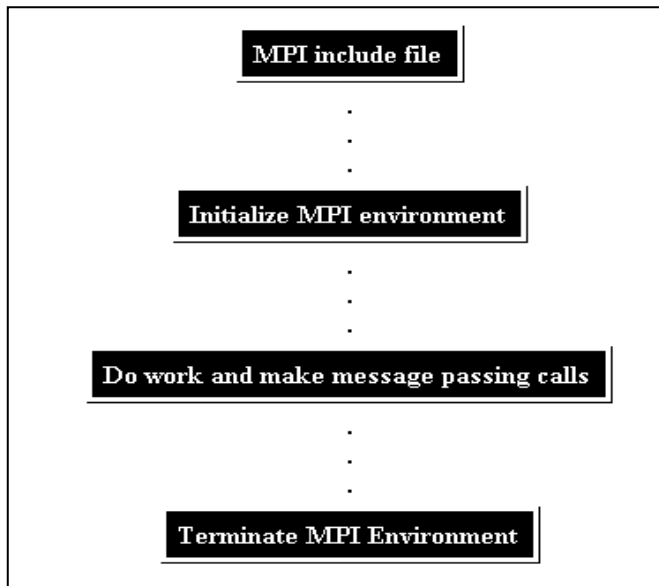 MPI include file
.
.
.
Initialize MPI environment
.
.
.
Do work and make message passing calls
.
.
.
Terminate MPI Environment